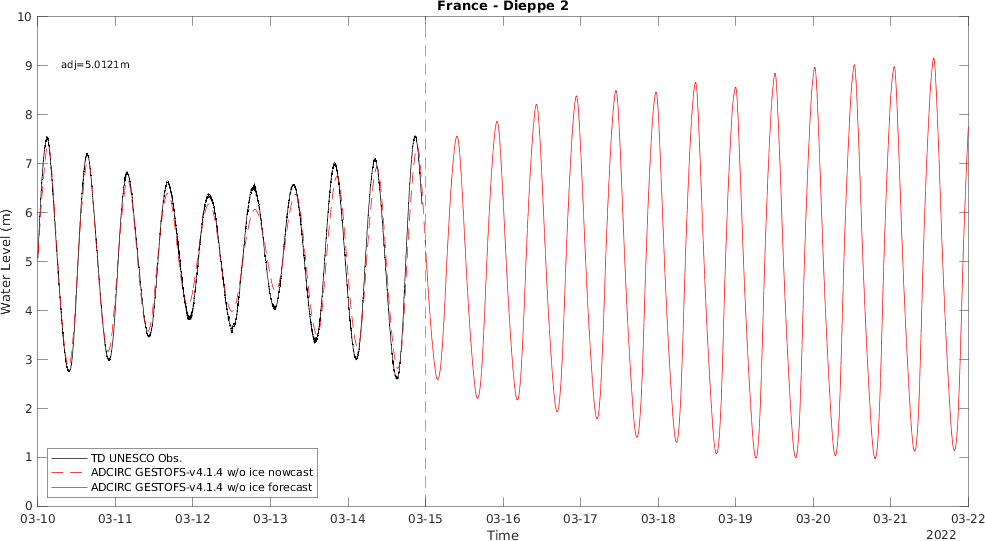 France - Dieppe 2
adj=5.0121m
10
9
8
7
6
5
4
3
2
1
0
Water Level (m)
TD UNESCO Obs.
ADCIRC GESTOFS-v4.1.4 w/o ice nowcast
ADCIRC GESTOFS-v4.1.4 w/o ice forecast
03-10 03-11 03-12 03-13 03-14 03-15 03-16 03-17 03-18 03-19 03-20 03-21 03-22
Time
2022